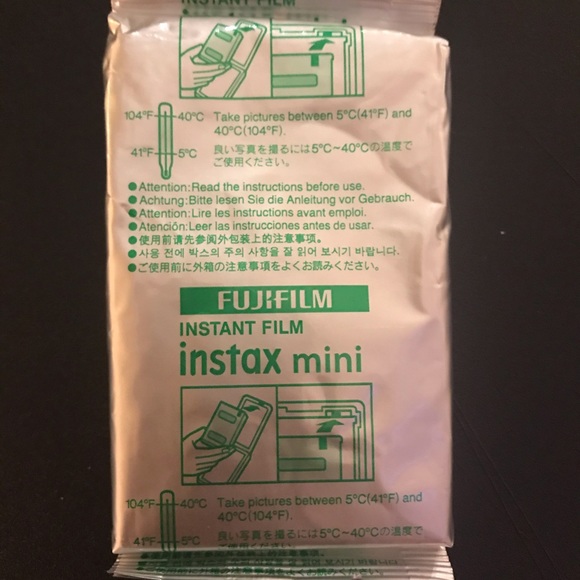 INSTANT FILM
104°F 40°C Take pictures between 5°C(41°F) and
40°C(104°F).
41°F 5°C 良い写真を撮るには5°C~40°Cの温度で
ご使用ください。
●Attention:Read the instructions before use.
●Achtung:Bitte lesen Sie die Anleitung vor Gebrauch.
●Attention:Lire les instructions avant emploi.
●Atención:Leer las instrucciones antes de usar.
●使用前请先参阅外包装上的注意事项。
●사용 전에 박스의 주의 사항을 잘 읽어 보시기 바랍니다.
●ご使用前に外箱の注意事項をよくお読みください。
FUJIFILM
INSTANT FILM
instax mini
104°F 40°C Take pictures between 5°C(41°F) and
40°C(104°F).
41°F 5°C 良い写真を撮るには5°C~40°Cの温度で